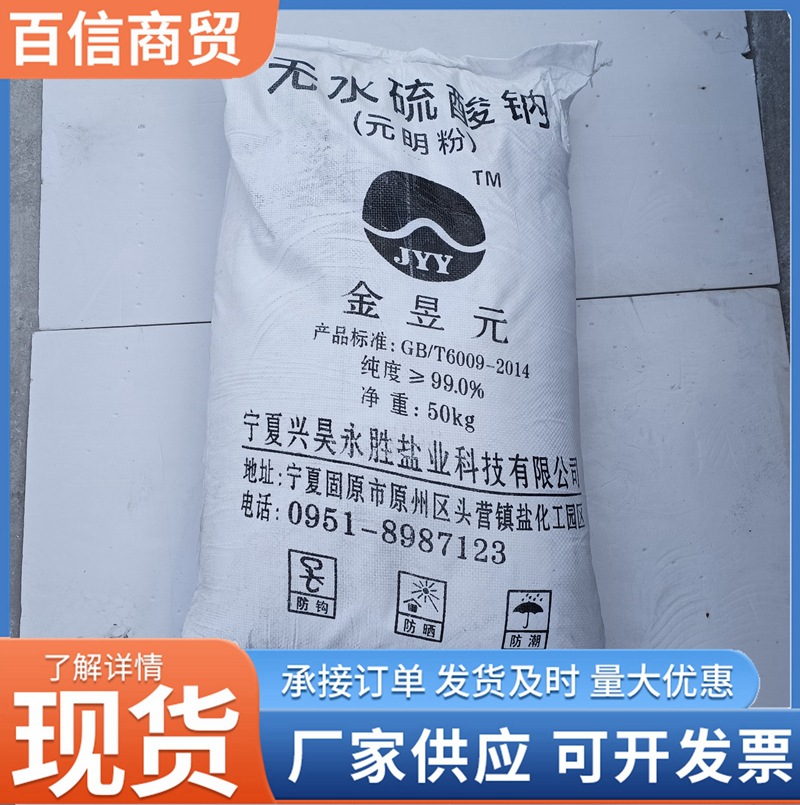 百信商贸
无水硫酸钠
(元明粉)
TM
JYY
金昱元
产品标准:GB/T6009-2014
纯度≥99.0%
净重:50kg
宁夏兴昊永胜盐业科技有限公司
地址:宁夏固原市原州区头营镇盐化工园区
电话:0951-8987123
防钩
防晒
防潮
了解详情
现货
承接订单 发货及时 量大优惠
厂家供应 可开发票